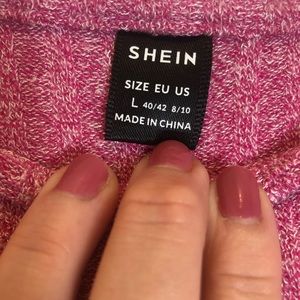 SHEIN
SIZE EU US
L 40/42 8/10
MADE IN CHINA